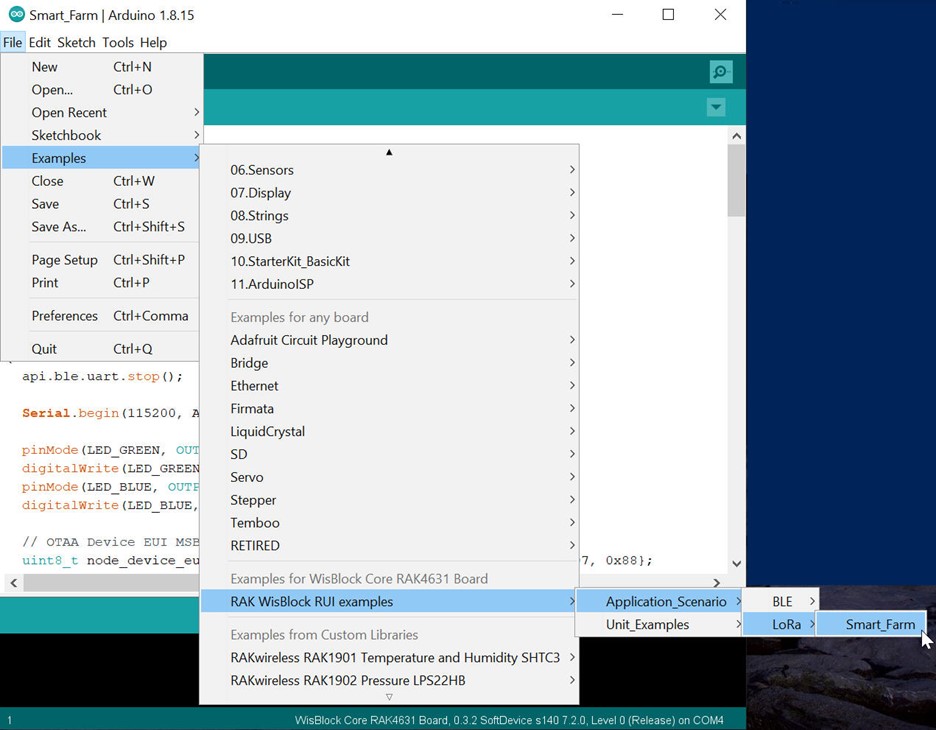 Smart_Farm | Arduino 1.8.15
File Edit Sketch Tools Help
New Ctrl+N
Open... Ctrl+O
Open Recent
Sketchbook
Examples
Close Ctrl+W
Save Ctrl+S
Save As... Ctrl+Shift+S
Page Setup Ctrl+Shift+P
Print Ctrl+P
Preferences Ctrl+Comma
Quit Ctrl+Q
06.Sensors
07.Display
08.Strings
09.USB
10.StarterKit_BasicKit
11.ArduinoISP
Examples for any board
Adafruit Circuit Playground
Bridge
Ethernet
Firmata
LiquidCrystal
SD
Servo
Stepper
Temboo
RETIRED
Examples for WisBlock Core RAK4631 Board
RAK WisBlock RUI examples
Examples from Custom Libraries
RAKwireless RAK1901 Temperature and Humidity SHTC3
RAKwireless RAK1902 Pressure LPS22HB
Application_Scenario
Unit_Examples
BLE
LoRa
Smart_Farm
api.ble.uart.stop();
Serial.begin(115200, A
pinMode(LED_GREEN, OUT
digitalWrite(LED_GREEN
pinMode(LED_BLUE, OUTP
digitalWrite(LED_BLUE,
// OTAA Device EUI MSB
uint8_t node_device_eu 7, 0x88};
1 WisBlock Core RAK4631 Board, 0.3.2 SoftDevice s140 7.2.0, Level 0 (Release) on COM4